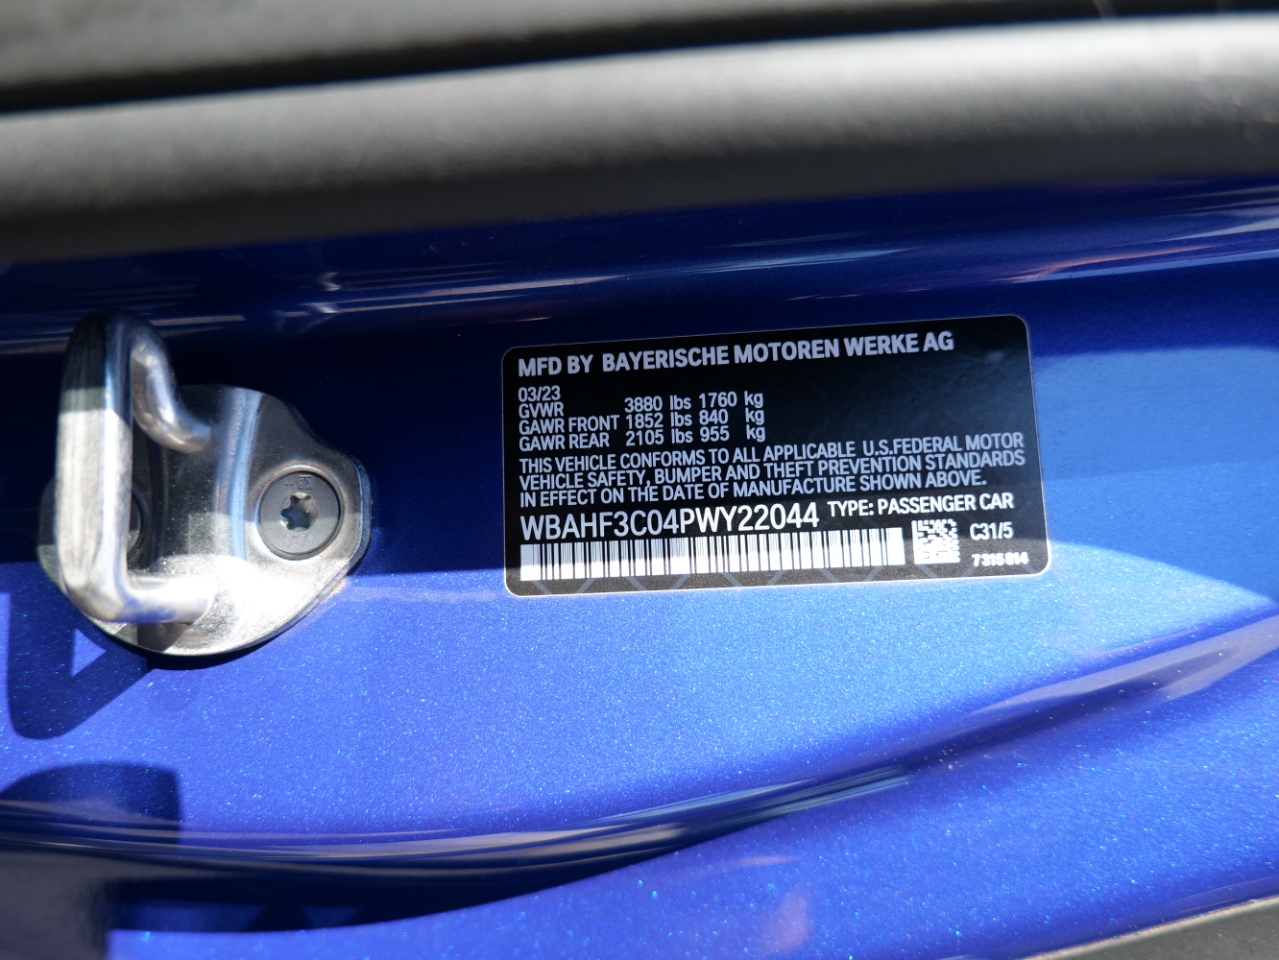 MFD BY BAYERISCHE MOTOREN WERKE AG
03/23
GVWR 3880 lbs 1760 kg
GAWR FRONT 1852 lbs 840 kg
GAWR REAR 2105 lbs 955 kg
THIS VEHICLE CONFORMS TO ALL APPLICABLE U.S.FEDERAL MOTOR
VEHICLE SAFETY, BUMPER AND THEFT PREVENTION STANDARDS
IN EFFECT ON THE DATE OF MANUFACTURE SHOWN ABOVE.
WBAHF3C04PWY22044 TYPE: PASSENGER CAR
C31/5
7315814